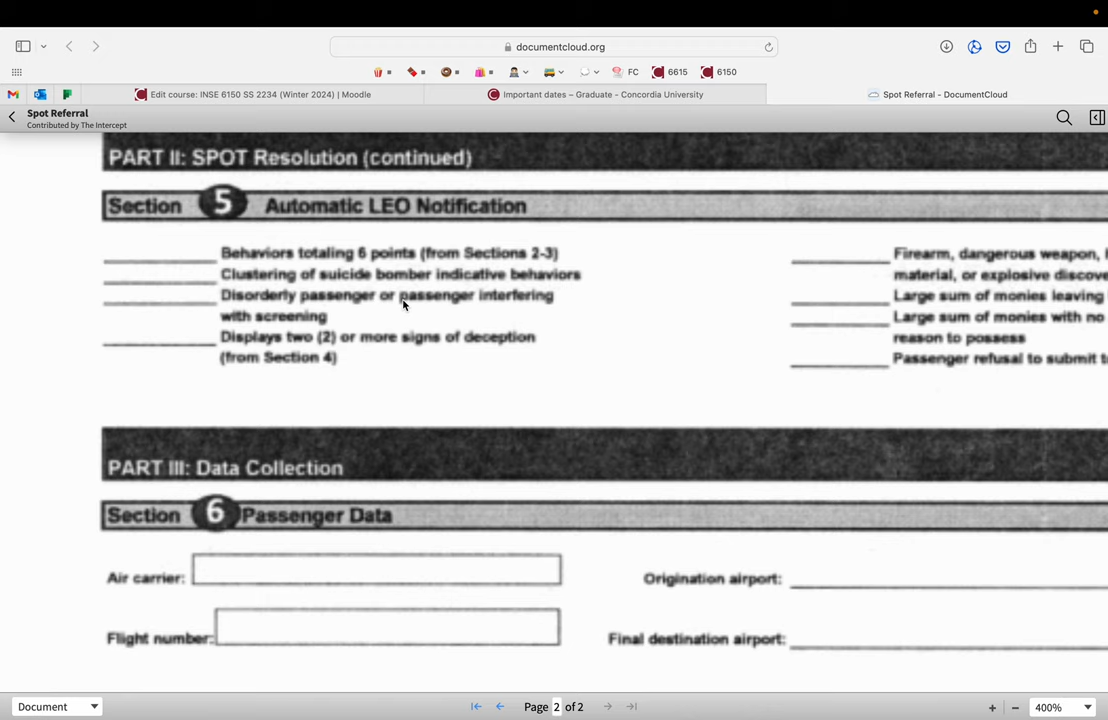 documentcloud.org
FC
6615
6150
Edit course: INSE 6150 SS 2234 (Winter 2024) | Moodle
Important dates – Graduate - Concordia University
Spot Referral - DocumentCloud
Spot Referral
Contributed by The Intercept
PART II: SPOT Resolution (continued)
Section 5 Automatic LEO Notification
Behaviors totaling 6 points (from Sections 2-3)
Clustering of suicide bomber indicative behaviors
Disorderly passenger or passenger interfering
with screening
Displays two (2) or more signs of deception
(from Section 4)
Firearm, dangerous weapon,
material, or explosive discove
Large sum of monies leaving
Large sum of monies with no
reason to possess
Passenger refusal to submit t
PART III: Data Collection
Section 6 Passenger Data
Air carrier:
Origination airport:
Flight number:
Final destination airport:
Document
Page 2 of 2
400%